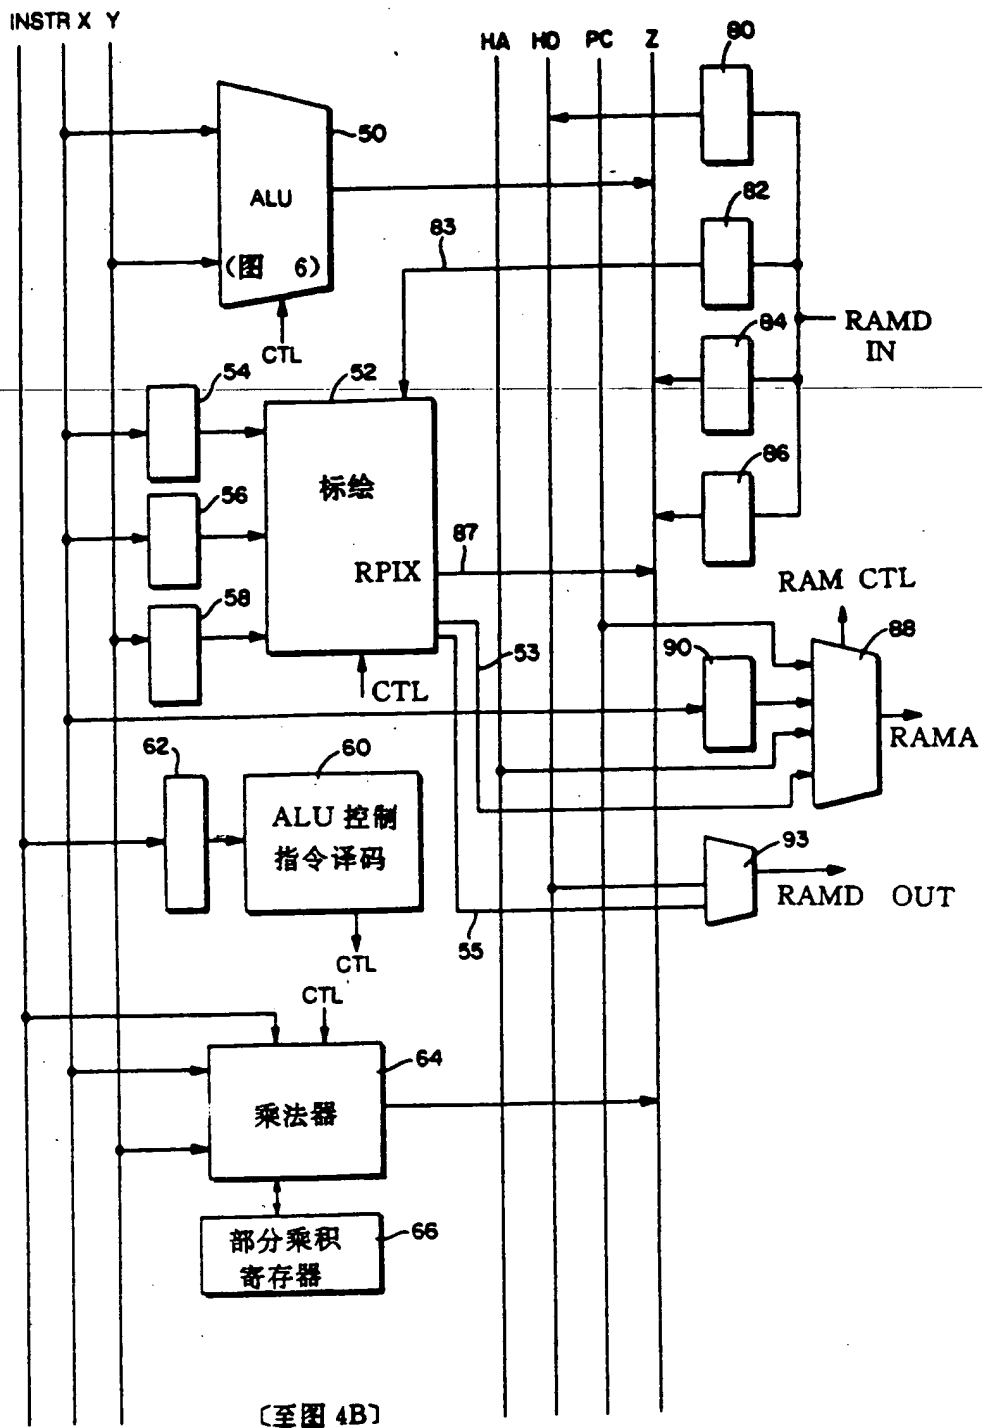 INSTR X Y
HA HD PC Z
80
50
ALU
(图 6)
CTL
82
83
RAMD
IN
84
54
52
标绘
56
86
87
RPIX
58
RAM CTL
88
53
90
CTL
RAMA
62
60
ALU 控制
指令译码
93
RAMD OUT
55
CTL
CTL
64
乘法器
66
部分乘积
寄存器
〔至图 4B〕